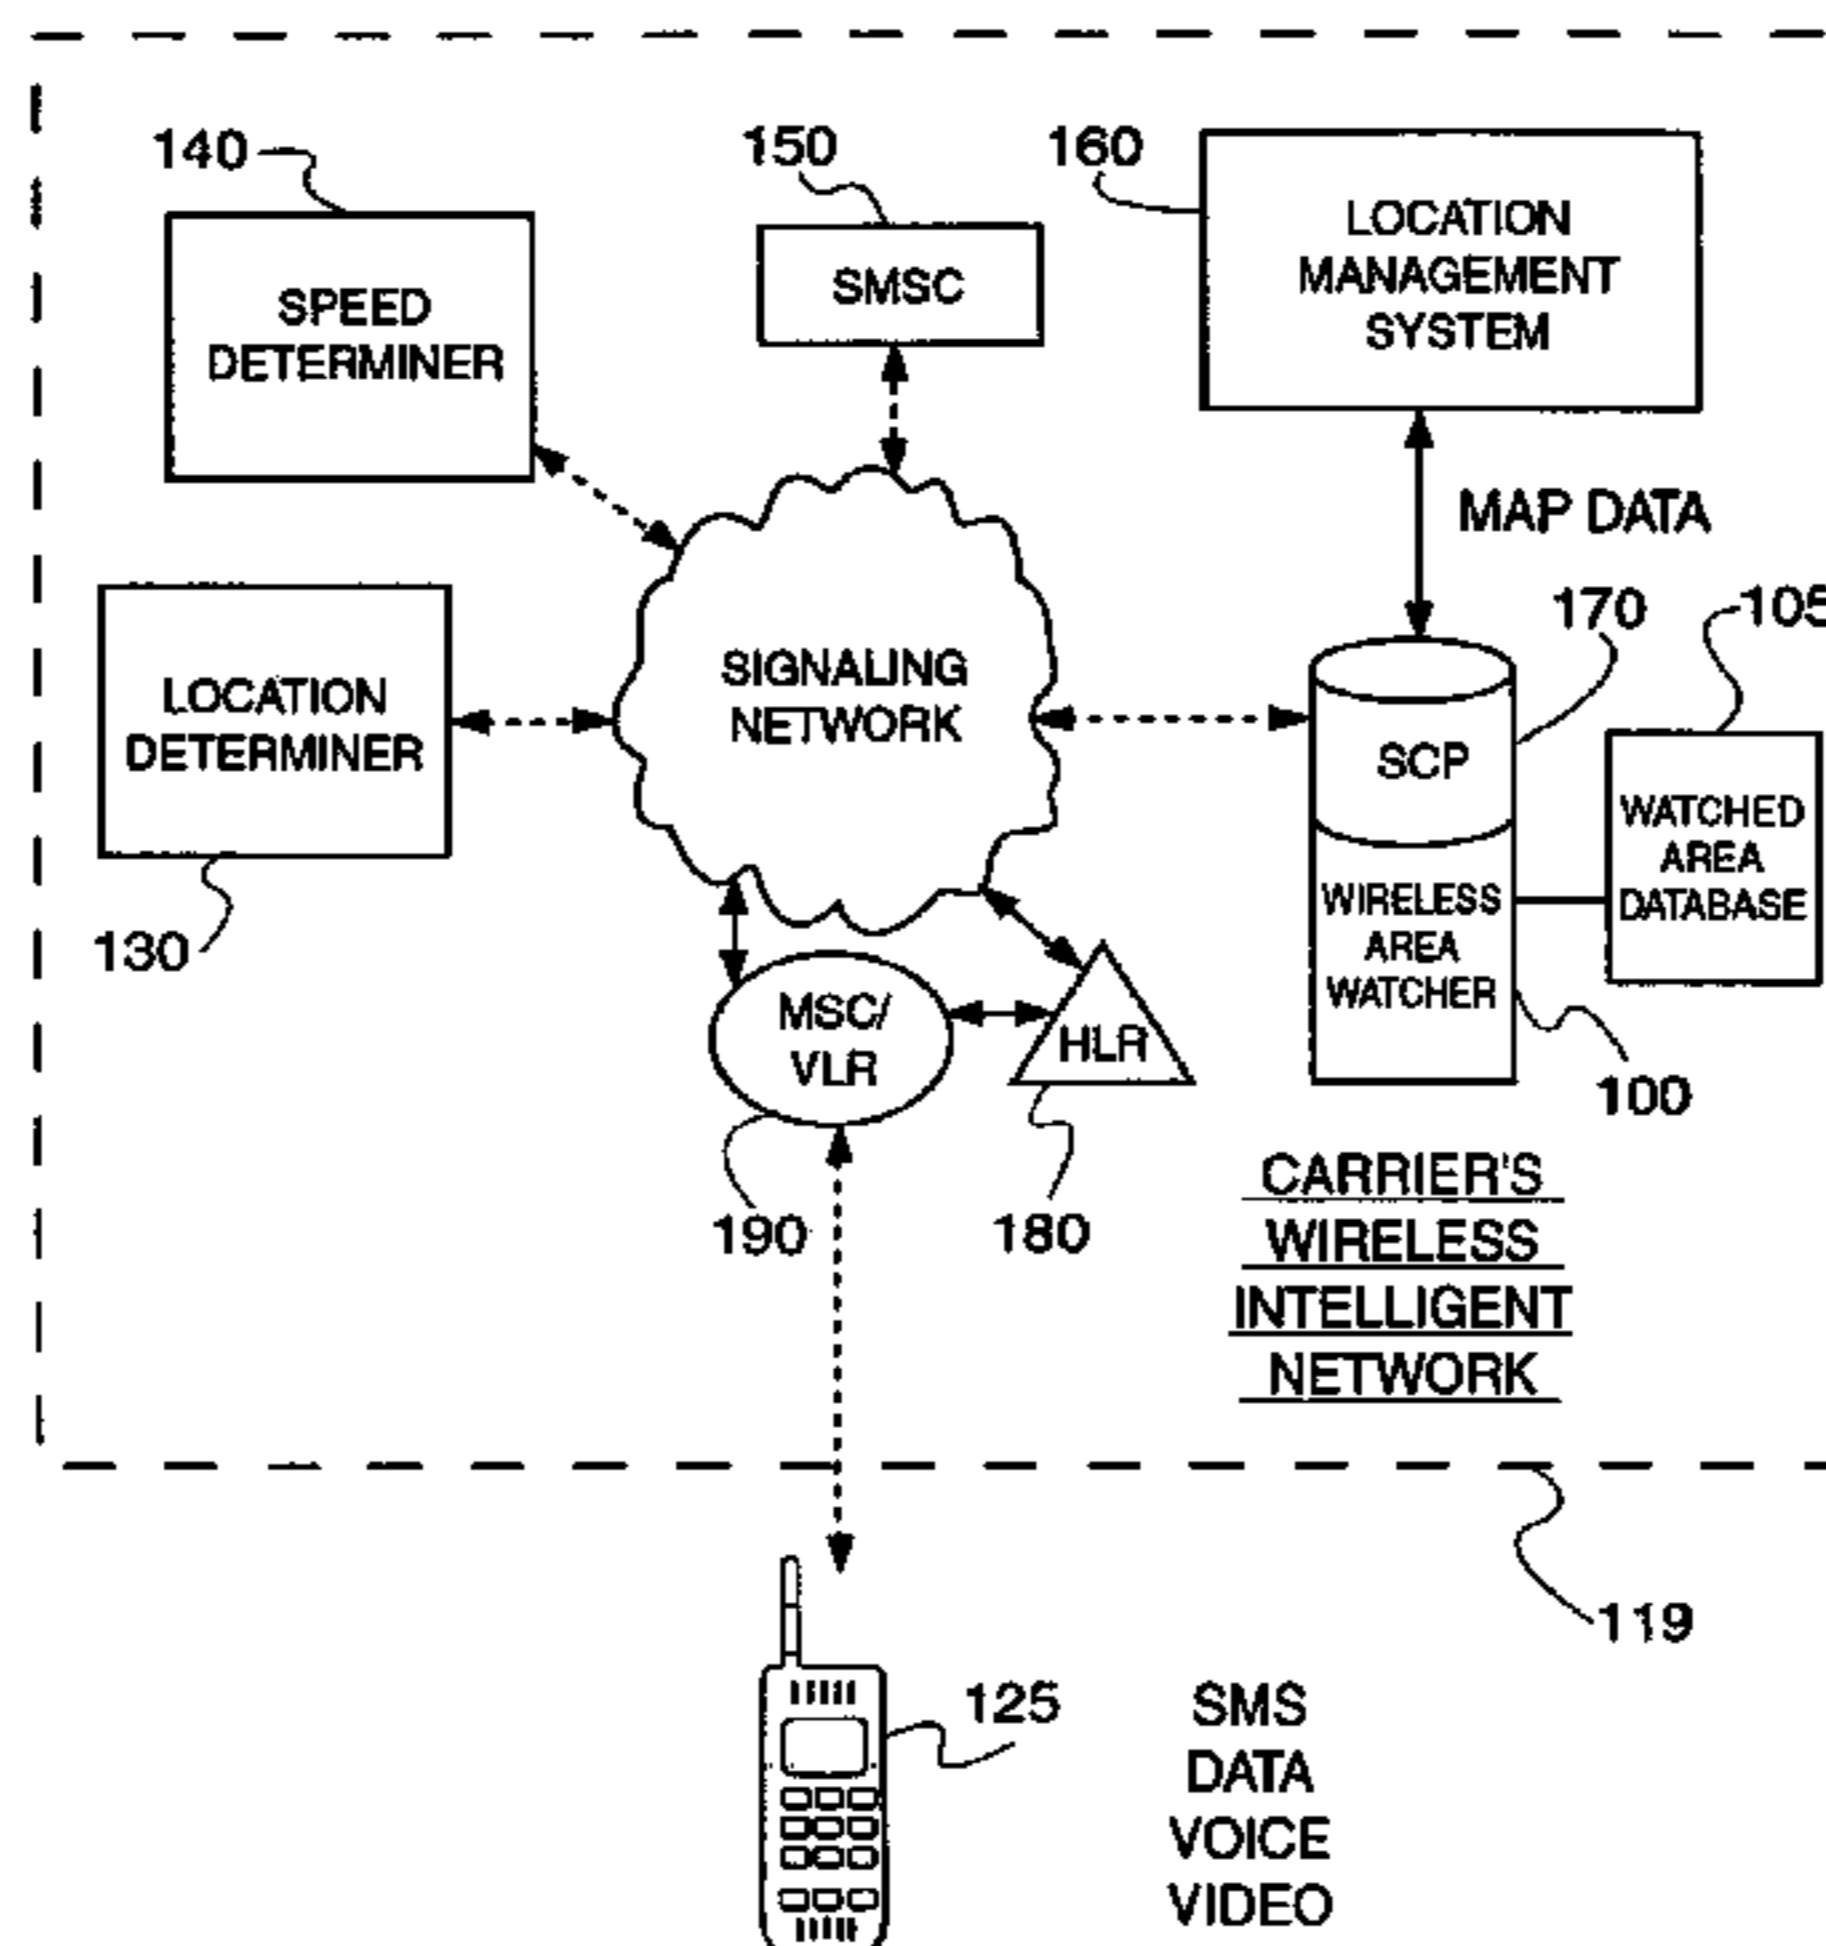 140
150
160
SPEED
DETERMINER
SMSC
LOCATION
MANAGEMENT
SYSTEM
MAP DATA
170
105
LOCATION
DETERMINER
SIGNALING
NETWORK
SCP
WATCHED
AREA
DATABASE
WIRELESS
AREA
WATCHER
130
MSC/
VLR
HLR
100
190
180
CARRIER'S
WIRELESS
INTELLIGENT
NETWORK
119
125
SMS
DATA
VOICE
VIDEO